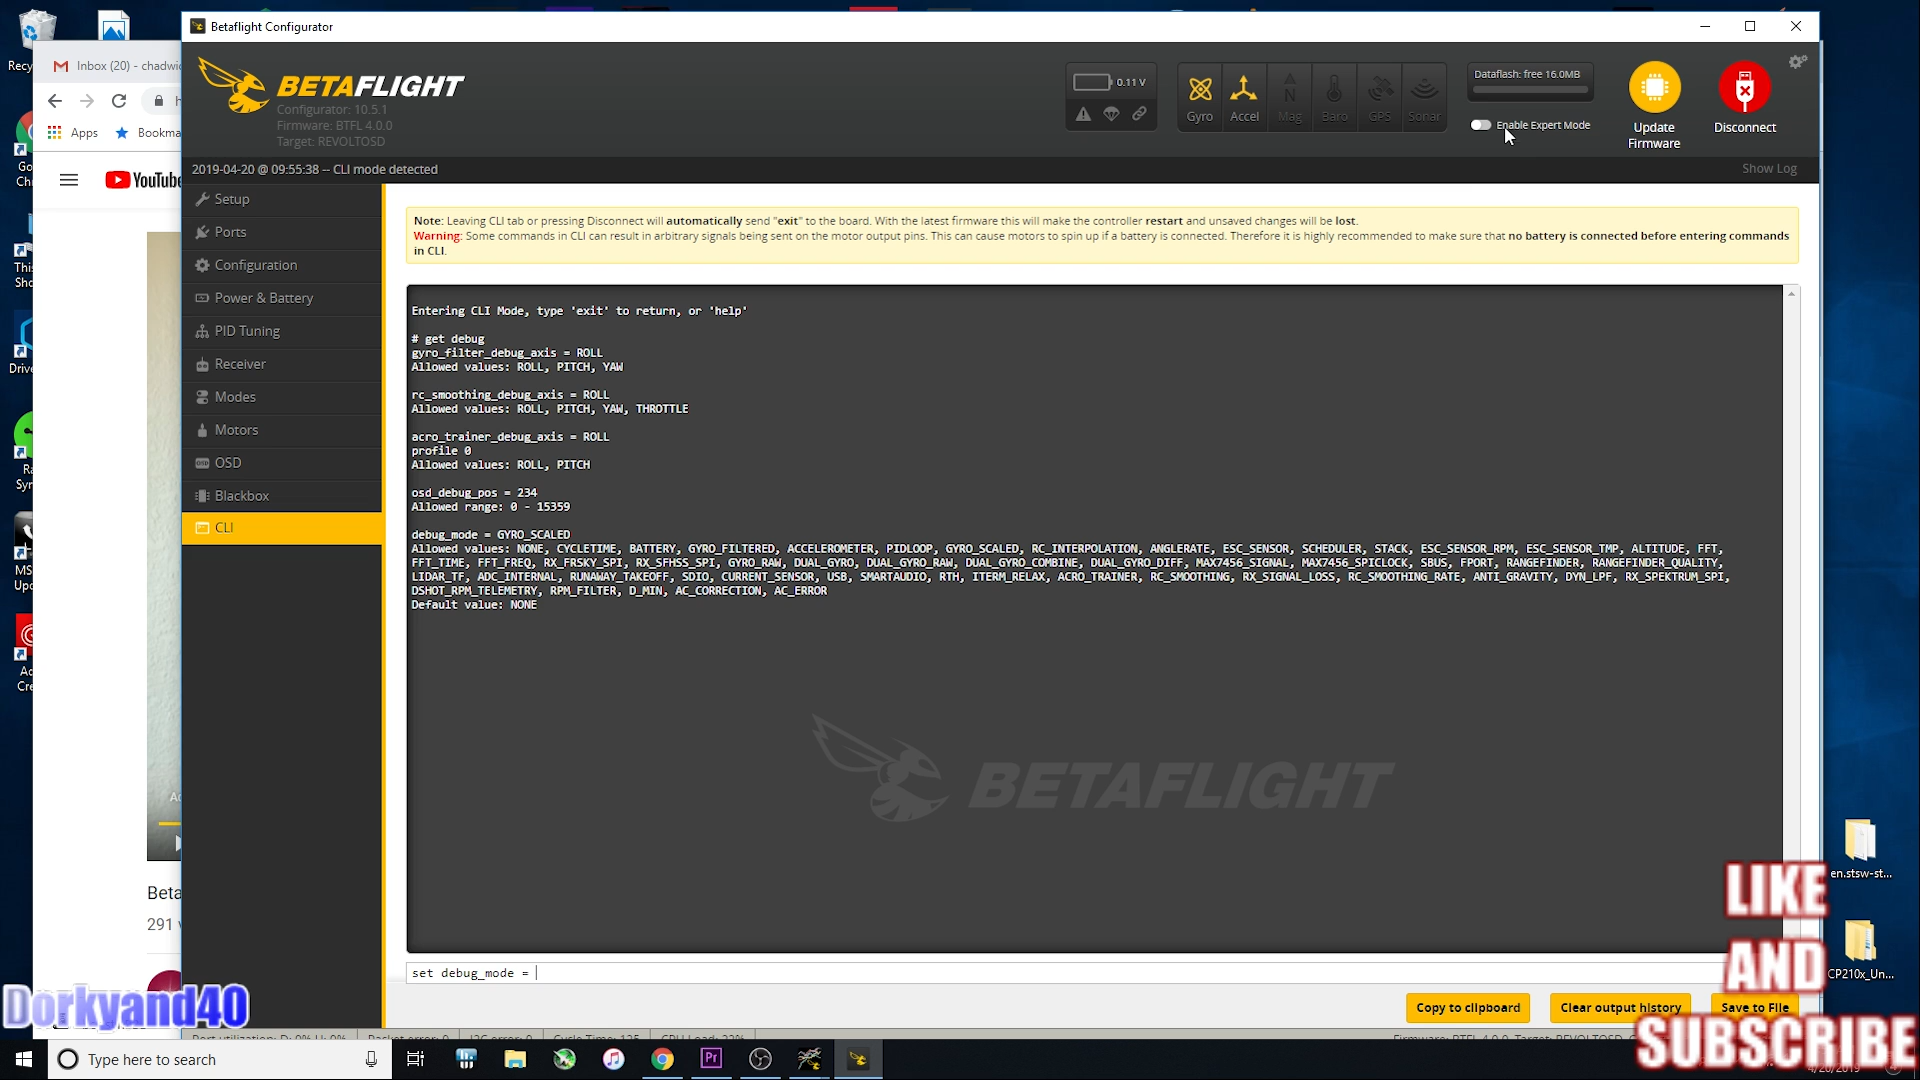 Betaflight Configurator
Inbox (20) - chadwi
Apps
Bookma
YouTube
BETAFLIGHT
Configurator: 10.5.1
Firmware: BTFL 4.0.0
Target: REVOLTOSD
0.11 V
Gyro
Accel
Mag
Baro
GPS
Sonar
Dataflash: free 16.0MB
Enable Expert Mode
Update
Firmware
Disconnect
2019-04-20 @ 09:55:38 -- CLI mode detected
Show Log
Setup
Ports
Configuration
Power & Battery
PID Tuning
Receiver
Modes
Motors
OSD
Blackbox
CLI
Note: Leaving CLI tab or pressing Disconnect will automatically send "exit" to the board. With the latest firmware this will make the controller restart and unsaved changes will be lost.
Warning: Some commands in CLI can result in arbitrary signals being sent on the motor output pins. This can cause motors to spin up if a battery is connected. Therefore it is highly recommended to make sure that no battery is connected before entering commands
in CLI.
Entering CLI Mode, type 'exit' to return, or 'help'
# get debug
gyro_filter_debug_axis = ROLL
Allowed values: ROLL, PITCH, YAW
rc_smoothing_debug_axis = ROLL
Allowed values: ROLL, PITCH, YAW, THROTTLE
acro_trainer_debug_axis = ROLL
profile 0
Allowed values: ROLL, PITCH
osd_debug_pos = 234
Allowed range: 0 - 15359
debug_mode = GYRO_SCALED
Allowed values: NONE, CYCLETIME, BATTERY, GYRO_FILTERED, ACCELEROMETER, PIDLOOP, GYRO_SCALED, RC_INTERPOLATION, ANGLERATE, ESC_SENSOR, SCHEDULER, STACK, ESC_SENSOR_RPM, ESC_SENSOR_TMP, ALTITUDE, FFT,
FFT_TIME, FFT_FREQ, RX_FRSKY_SPI, RX_SFHSS_SPI, GYRO_RAW, DUAL_GYRO, DUAL_GYRO_RAW, DUAL_GYRO_COMBINE, DUAL_GYRO_DIFF, MAX7456_SIGNAL, MAX7456_SPICLOCK, SBUS, FPORT, RANGEFINDER, RANGEFINDER_QUALITY,
LIDAR_TF, ADC_INTERNAL, RUNAWAY_TAKEOFF, SDIO, CURRENT_SENSOR, USB, SMARTAUDIO, RTH, ITERM_RELAX, ACRO_TRAINER, RC_SMOOTHING, RX_SIGNAL_LOSS, RC_SMOOTHING_RATE, ANTI_GRAVITY, DYN_LPF, RX_SPEKTRUM_SPI,
DSHOT_RPM_TELEMETRY, RPM_FILTER, D_MIN, AC_CORRECTION, AC_ERROR
Default value: NONE
BETAFLIGHT
set debug_mode =
Copy to clipboard
Clear output history
Save to File
Beta
291 v
Dorkyand40
en.stsw-st...
CP210x_Un...
LIKE
AND
SUBSCRIBE
Type here to search
4/20/2019